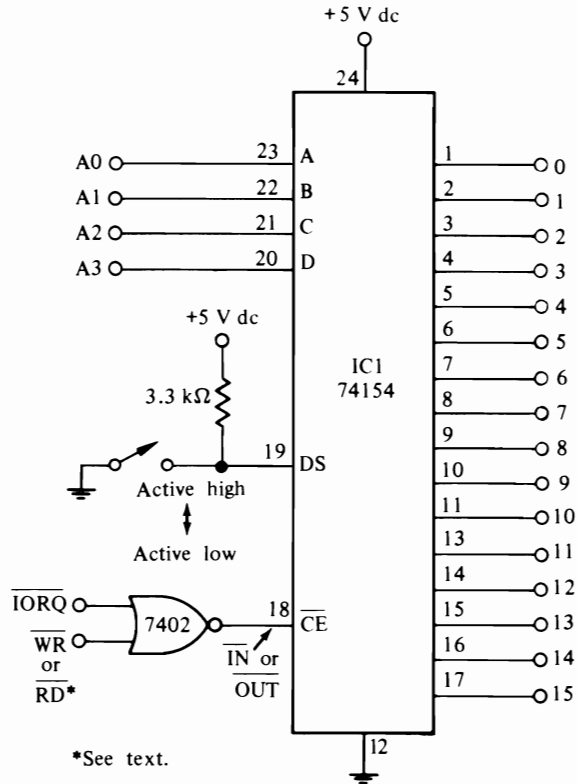 +5 V dc
24
A0 23 A 1 0
A1 22 B 2 1
A2 21 C 3 2
A3 20 D 4 3
5 4
+5 V dc 6 5
IC1
74154
7 6
3.3 kΩ 8 7
9 8
19 DS 10 9
Active high 11 10
Active low 13 11
14 12
IORQ 7402 18 CE 15 13
WR IN or 16 14
or OUT
RD* 17 15
*See text. 12